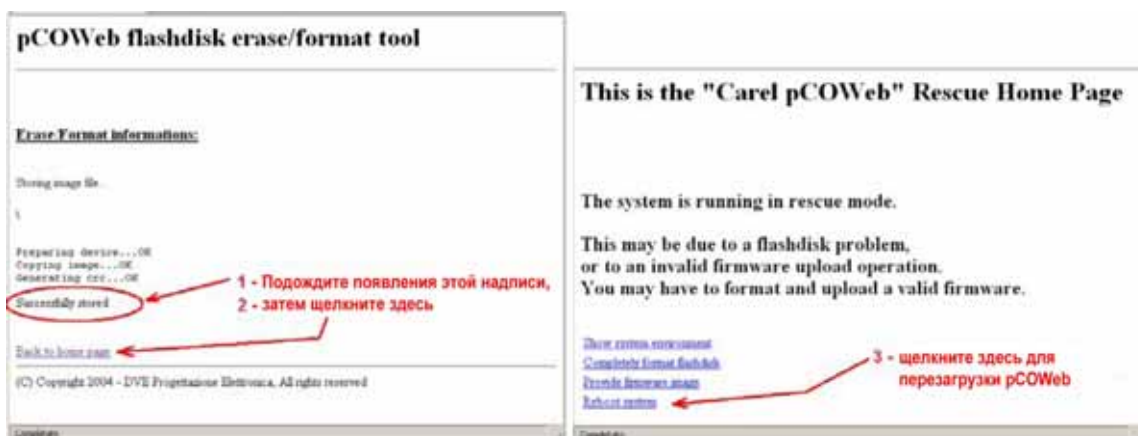 pCOWeb flashdisk erase/format tool
Erase/Format informations:
Storing image file...
\
Preparing device...OK
Copying image...OK
Generating crc...OK
Successfully stored
1 - Подождите появления этой надписи,
2 - затем щелкните здесь
Back to home page
(C) Copyright 2004 - DVE Progettazione Elettronica, All rights reserved
Completato
This is the "Carel pCOWeb" Rescue Home Page
The system is running in rescue mode.
This may be due to a flashdisk problem,
or to an invalid firmware upload operation.
You may have to format and upload a valid firmware.
Show system environment
Completely format flashdisk
Provide firmware image
Reboot system
3 - щелкните здесь для
перезагрузки pCOWeb
Completato